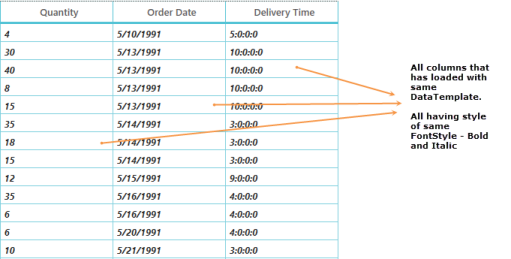 Quantity Order Date Delivery Time
4 5/10/1991 5:0:0:0
30 5/13/1991 10:0:0:0
40 5/13/1991 10:0:0:0
8 5/13/1991 10:0:0:0
15 5/13/1991 10:0:0:0
35 5/14/1991 3:0:0:0
18 5/14/1991 3:0:0:0
15 5/14/1991 3:0:0:0
12 5/15/1991 9:0:0:0
35 5/16/1991 4:0:0:0
6 5/16/1991 4:0:0:0
6 5/20/1991 4:0:0:0
10 5/21/1991 3:0:0:0
All columns that
has loaded with
same
DataTemplate.
All having style
of same
FontStyle - Bold
and Italic